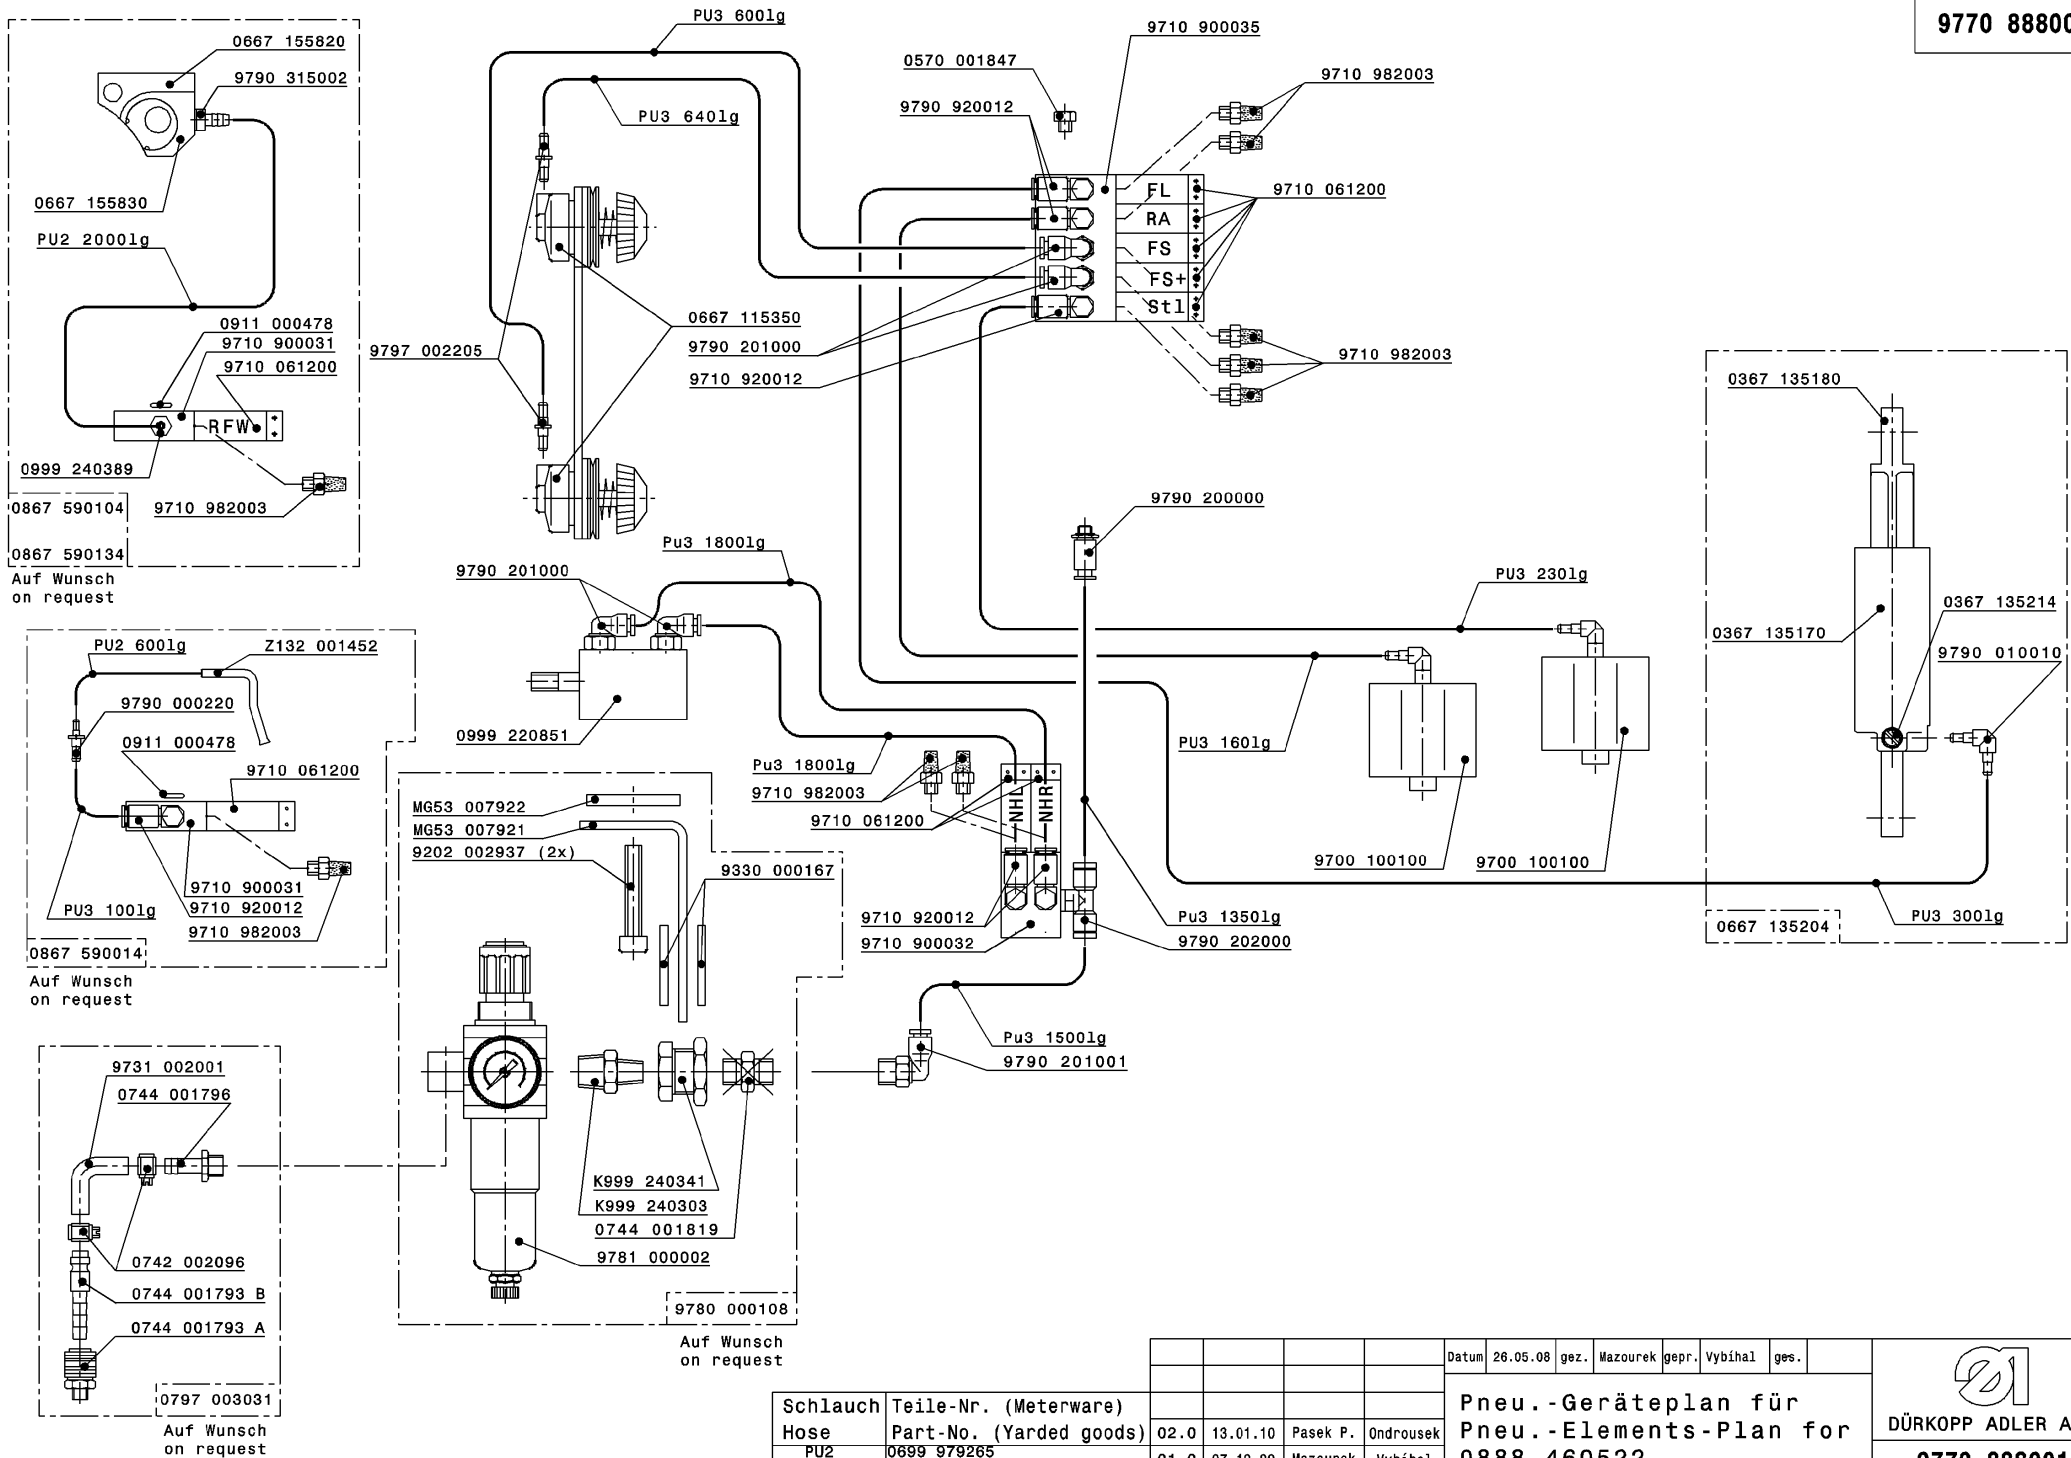 9770 88800
PU3 600lg
0667 155820
9790 315002
9710 900035
0570 001847
9710 982003
9790 920012
PU3 640lg
0667 155830
PU2 2000lg
FL
RA
FS
FS+
Stl
9710 061200
0911 000478
9710 900031
9710 061200
9797 002205
0667 115350
9790 201000
9710 920012
9710 982003
RFW
0999 240389
9710 982003
0867 590104
0867 590134
Auf Wunsch
on request
0367 135180
9790 200000
Pu3 1800lg
9790 201000
PU3 230lg
0367 135214
0367 135170
9790 010010
PU2 600lg
Z132 001452
9790 000220
0911 000478
9710 061200
0999 220851
PU3 160lg
Pu3 1800lg
9710 982003
NHL
NHR
9710 061200
MG53 007922
MG53 007921
9202 002937 (2x)
9330 000167
9700 100100
9700 100100
9710 900031
9710 920012
PU3 100lg
9710 982003
0867 590014
Auf Wunsch
on request
9710 920012
9710 900032
Pu3 1350lg
9790 202000
PU3 300lg
0667 135204
Pu3 1500lg
9790 201001
9731 002001
0744 001796
K999 240341
K999 240303
0744 001819
9781 000002
0742 002096
0744 001793 B
0744 001793 A
9780 000108
Auf Wunsch
on request
0797 003031
Auf Wunsch
on request
Datum 26.05.08 gez. Mazourek gepr. Vybíhal ges.
Schlauch Teile-Nr. (Meterware)
Hose Part-No. (Yarded goods)
PU2 0699 979265
02.0 13.01.10 Pasek P. Ondrousek
Pneu.-Geräteplan für
Pneu.-Elements-Plan for
DÜRKOPP ADLER A